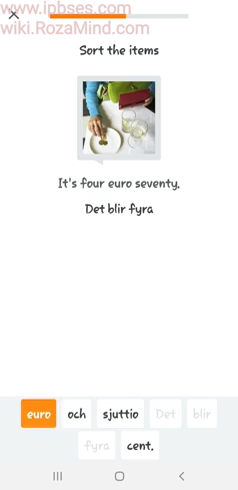 www.ipbses.com
wiki.RozaMind.com
Sort the items
It's four euro seventy.
Det blir fyra
euro och sjuttio Det blir
fyra cent.